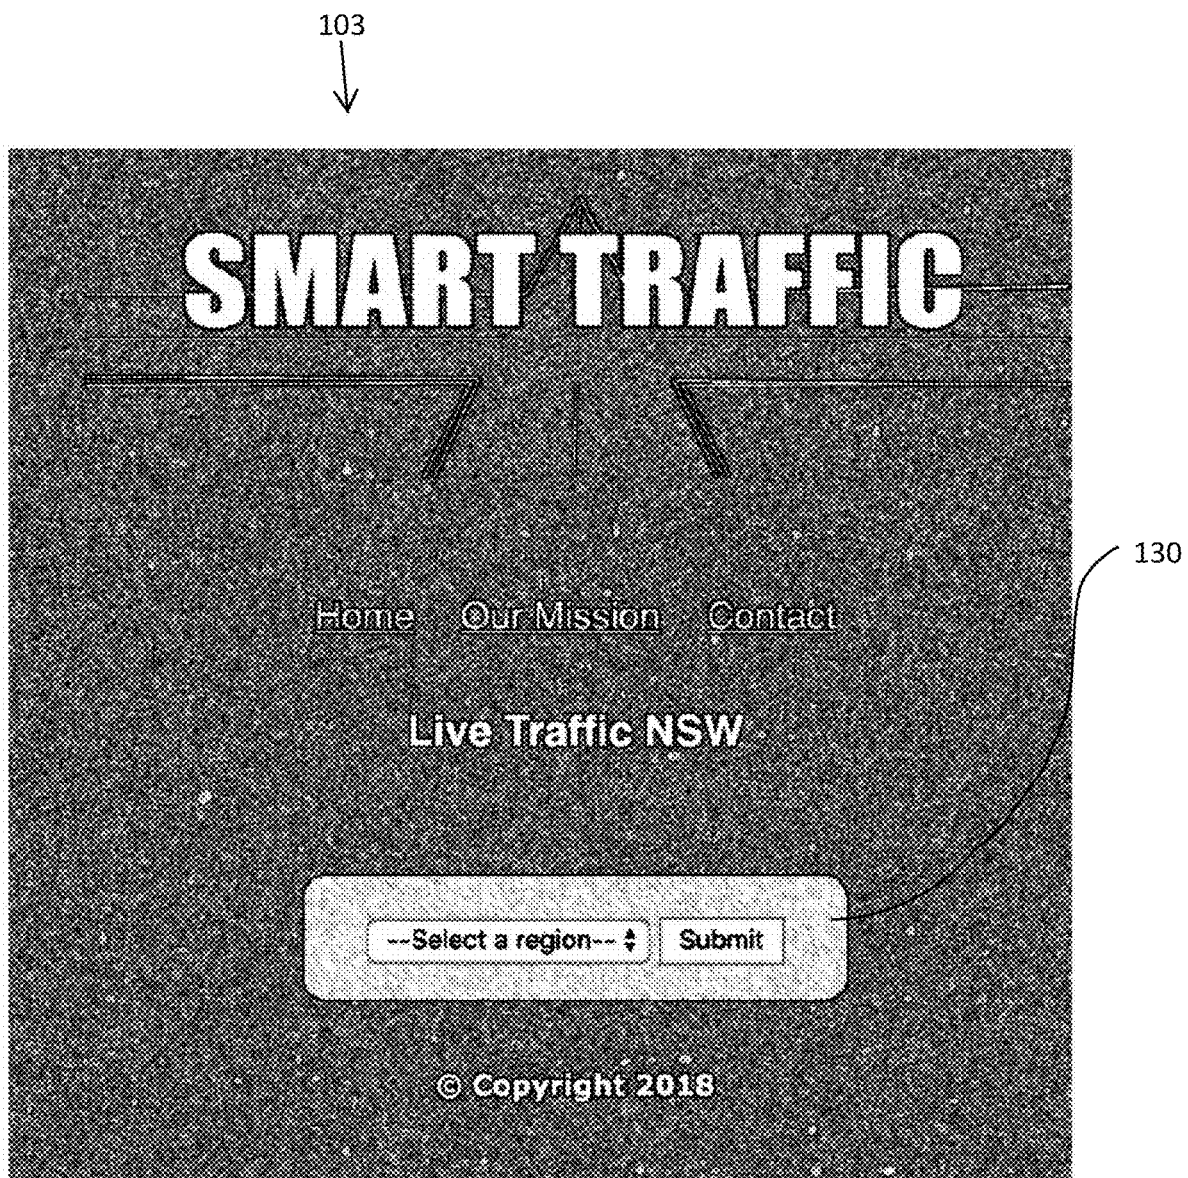 103
SMART TRAFFIC
130
Home Our Mission Contact
Live Traffic NSW
--Select a region-- Submit
© Copyright 2018